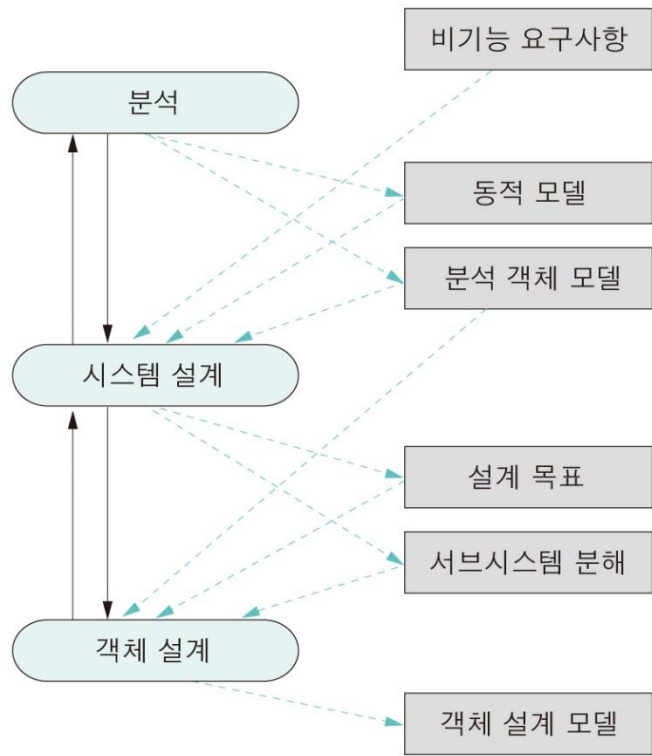 비기능 요구사항
분석
동적 모델
분석 객체 모델
시스템 설계
설계 목표
서브시스템 분해
객체 설계
객체 설계 모델